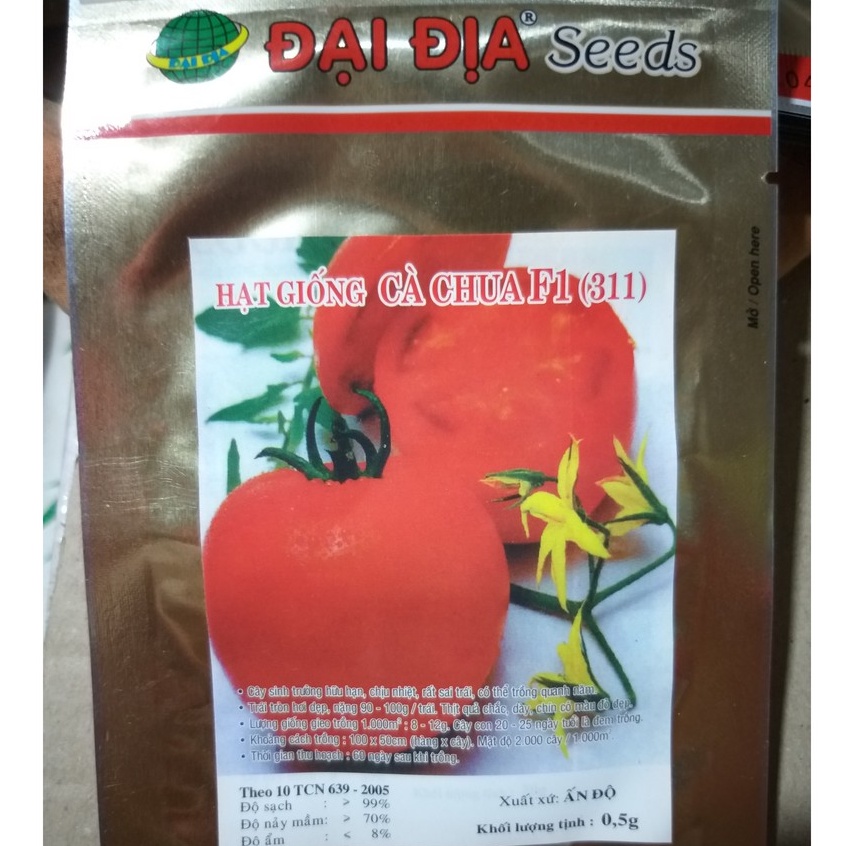 ĐẠI ĐỊA
ĐẠI ĐỊA® Seeds
Mở / Open here
HẠT GIỐNG CÀ CHUA F1 (311)
• Cây sinh trưởng hữu hạn, chịu nhiệt, rất sai trái, có thể trồng quanh năm.
• Trái tròn hơi dẹp, nặng 90 - 100g / trái. Thịt quả chắc, dày, chín có màu đỏ đẹp.
• Lượng giống gieo trồng 1.000m² : 8 - 12g. Cây con 20 - 25 ngày tuổi là đem trồng.
• Khoảng cách trồng : 100 x 50cm (hàng x cây). Mật độ 2.000 cây / 1.000m²
• Thời gian thu hoạch : 60 ngày sau khi trồng.
Theo 10 TCN 639 - 2005
Độ sạch : > 99%
Độ nảy mầm: > 70%
Độ ẩm : < 8%
Xuất xứ: ẤN ĐỘ
Khối lượng tịnh : 0,5g